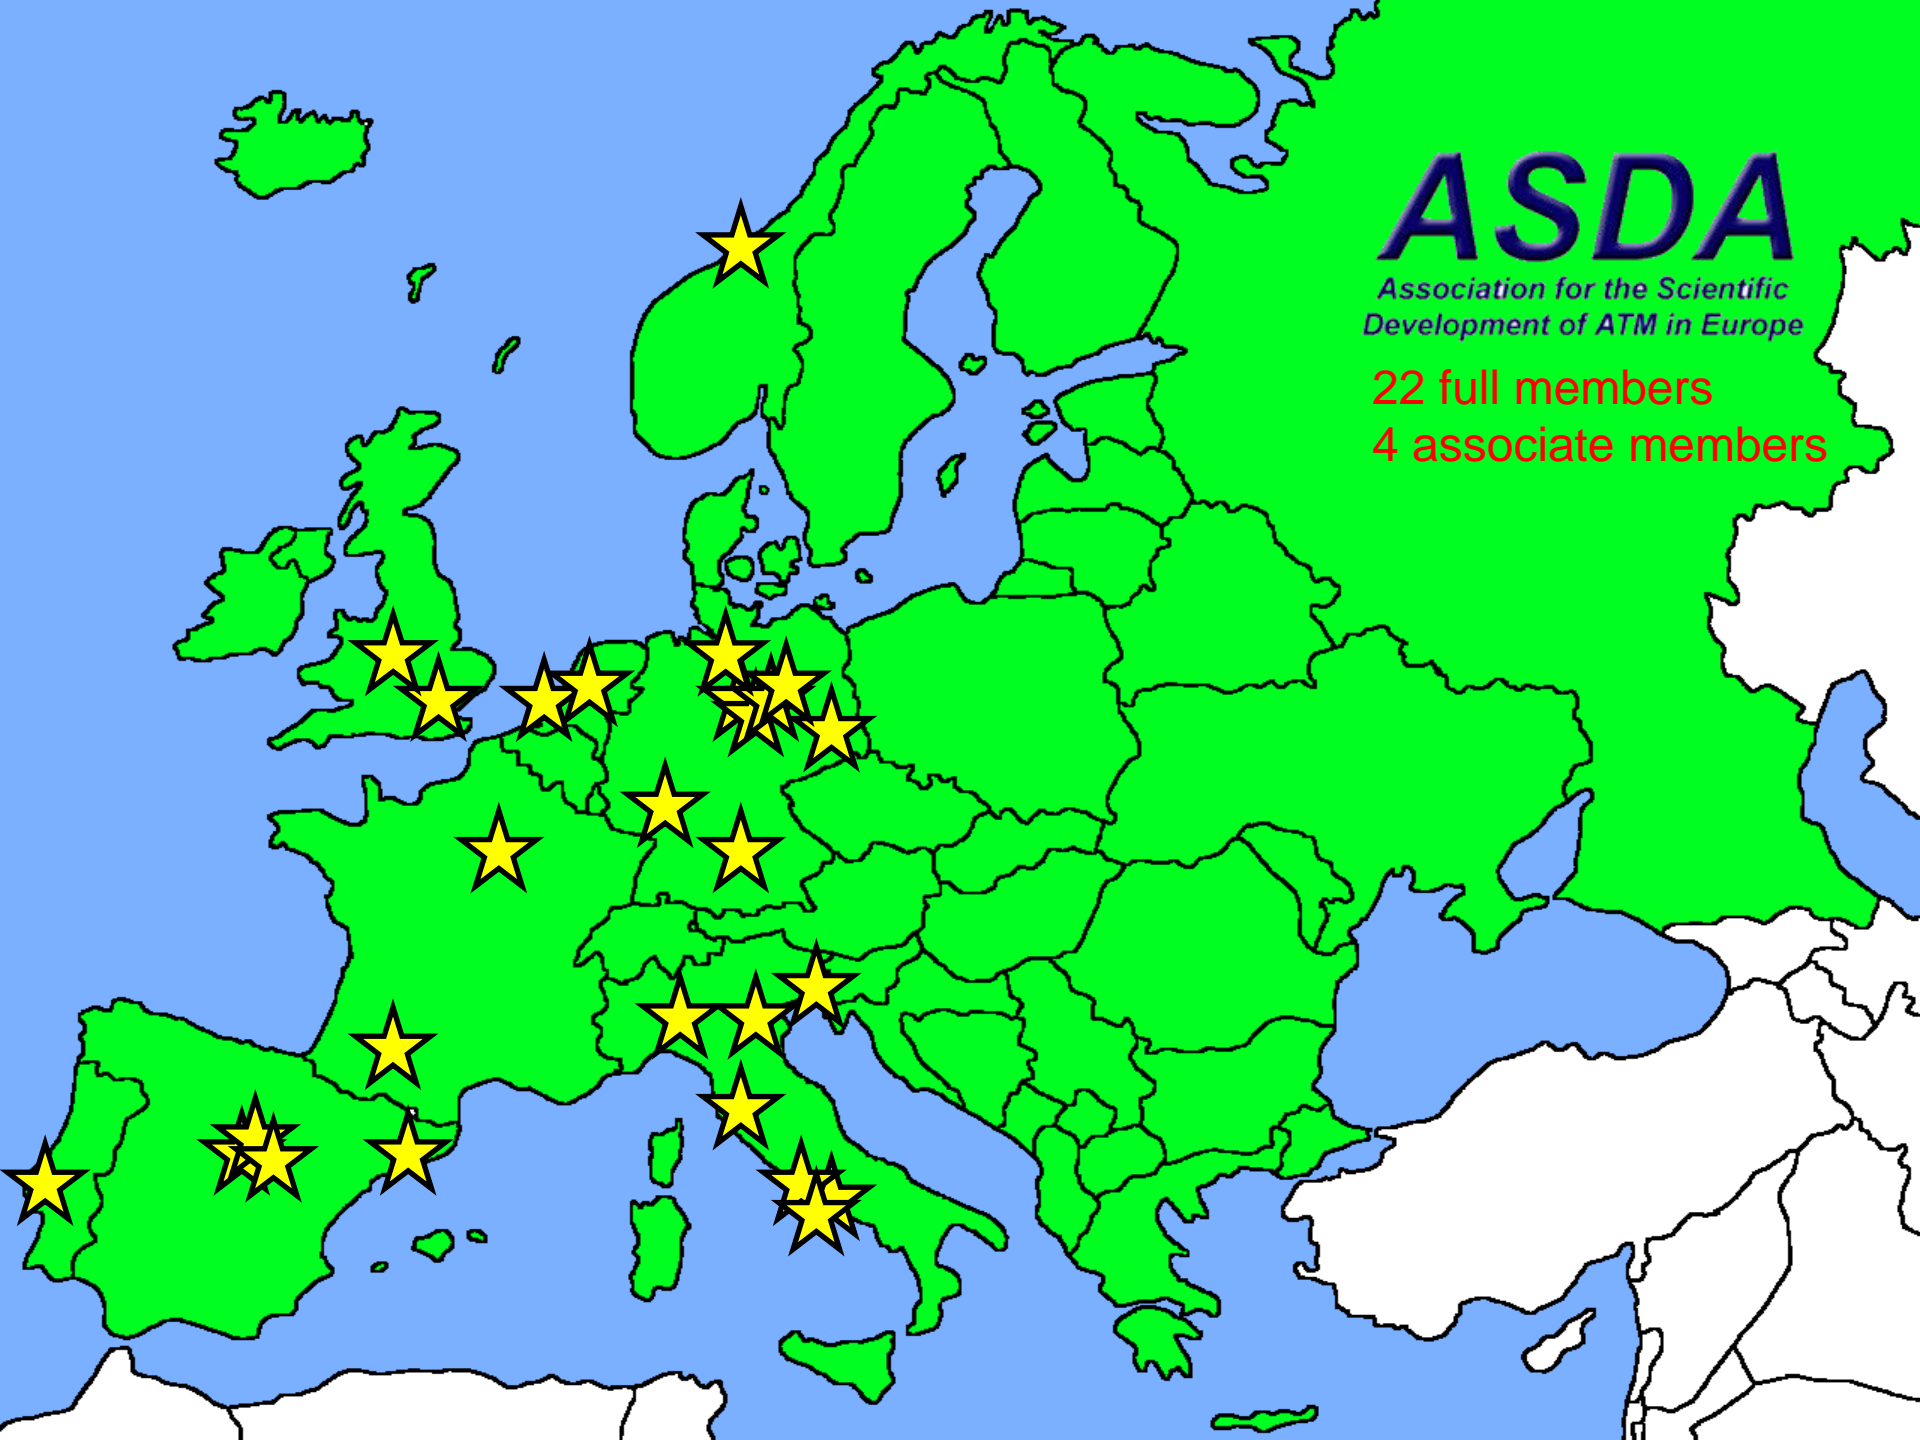 ASDA
Association for the Scientific
Development of ATM in Europe
22 full members
4 associate members